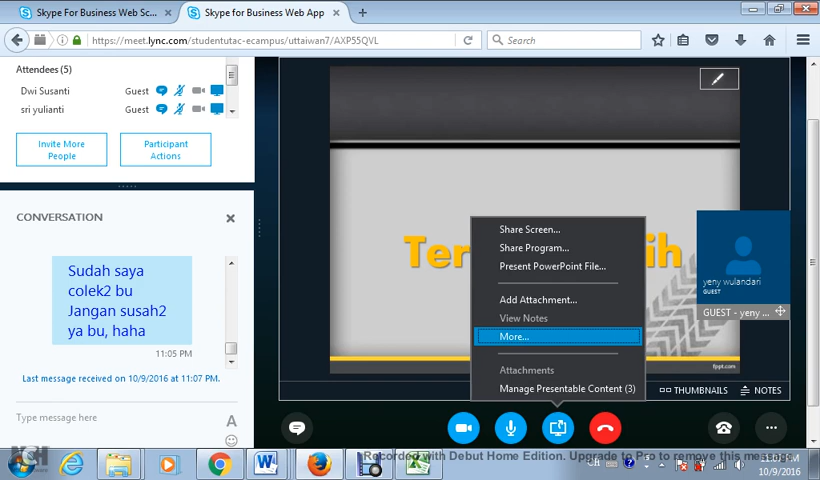 Skype For Business Web Sc...
Skype for Business Web App
https://meet.lync.com/studentutac-ecampus/uttaiwan7/AXP55QVL
Search
Attendees (5)
Dwi Susanti
Guest
sri yulianti
Guest
Invite More
People
Participant
Actions
CONVERSATION
Sudah saya
colek2 bu
Jangan susah2
ya bu, haha
11:05 PM
Last message received on 10/9/2016 at 11:07 PM.
Type message here
A
Share Screen...
Share Program...
Present PowerPoint File...
Add Attachment...
View Notes
More...
Attachments
Manage Presentable Content (3)
yeny wulandari
GUEST
GUEST - yeny ...
fppt.com
THUMBNAILS
NOTES
Recorded with Debut Home Edition. Upgrade to Pro to remove this message.
CH
10/9/2016